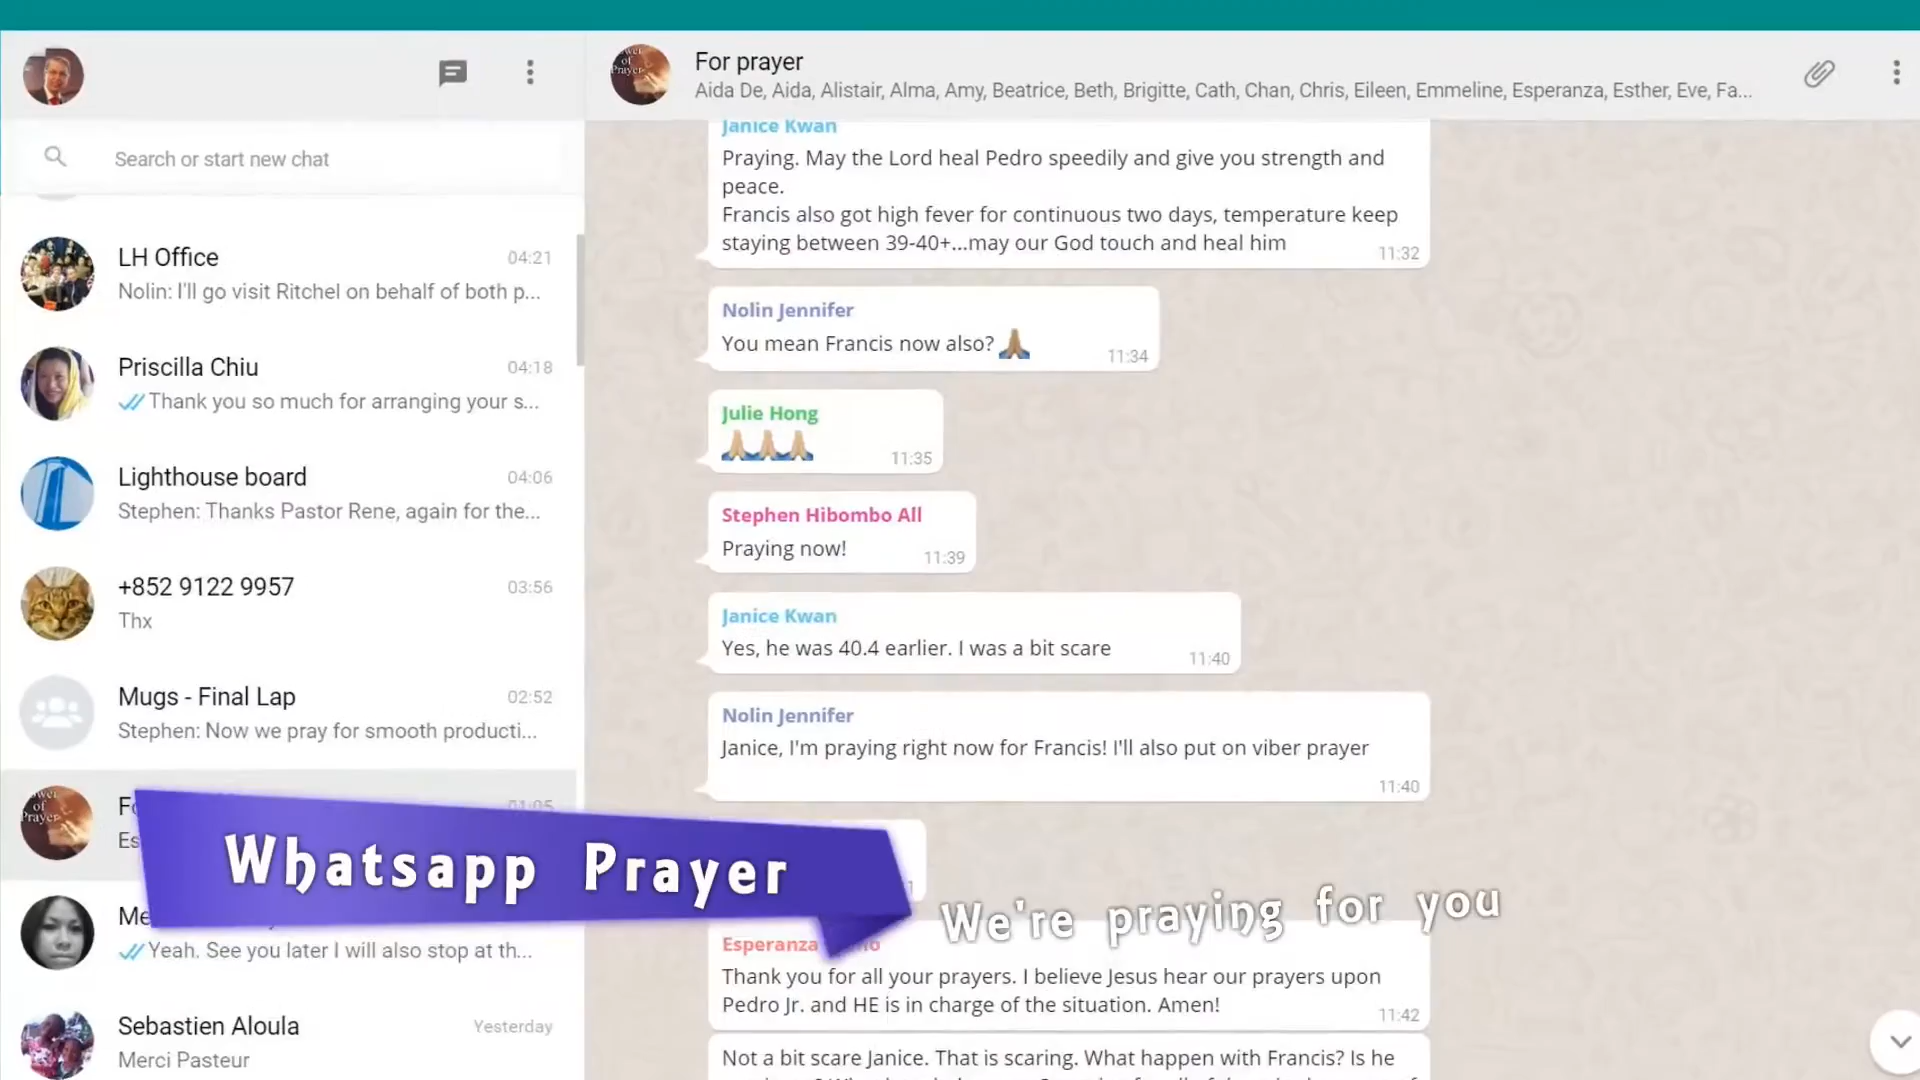 wer
of
Prayer
For prayer
Aida De, Aida, Alistair, Alma, Amy, Beatrice, Beth, Brigitte, Cath, Chan, Chris, Eileen, Emmeline, Esperanza, Esther, Eve, Fa...
Search or start new chat
LH Office 04:21
Nolin: I'll go visit Ritchel on behalf of both p...
Priscilla Chiu 04:18
Thank you so much for arranging your s...
Lighthouse board 04:06
Stephen: Thanks Pastor Rene, again for the...
+852 9122 9957 03:56
Thx
Mugs - Final Lap 02:52
Stephen: Now we pray for smooth producti...
ower
of
Prayer
Fo
01:05
Es
Me
Yeah. See you later I will also stop at th...
Sebastien Aloula Yesterday
Merci Pasteur
Janice Kwan
Praying. May the Lord heal Pedro speedily and give you strength and
peace.
Francis also got high fever for continuous two days, temperature keep
staying between 39-40+...may our God touch and heal him
11:32
Nolin Jennifer
You mean Francis now also? 🙏🏽
11:34
Julie Hong
🙏🏼🙏🏼🙏🏼
11:35
Stephen Hibombo All
Praying now!
11:39
Janice Kwan
Yes, he was 40.4 earlier. I was a bit scare
11:40
Nolin Jennifer
Janice, I'm praying right now for Francis! I'll also put on viber prayer
11:40
Whatsapp Prayer
We're praying for you
Esperanza
Thank you for all your prayers. I believe Jesus hear our prayers upon
Pedro Jr. and HE is in charge of the situation. Amen!
11:42
Not a bit scare Janice. That is scaring. What happen with Francis? Is he